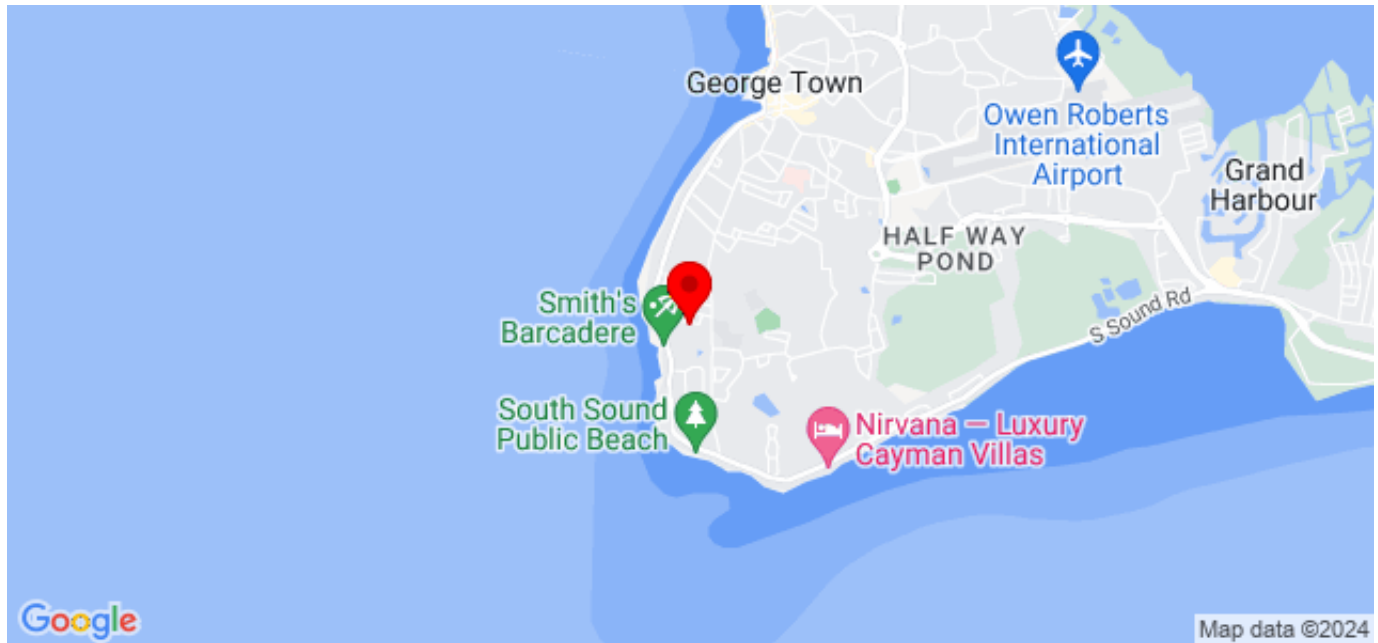 George Town
Owen Roberts
International
Airport
Grand
Harbour
HALF WAY
POND
Smith's
Barcadere
S Sound Rd
South Sound
Public Beach
Nirvana — Luxury
Cayman Villas
Google
Map data ©2024